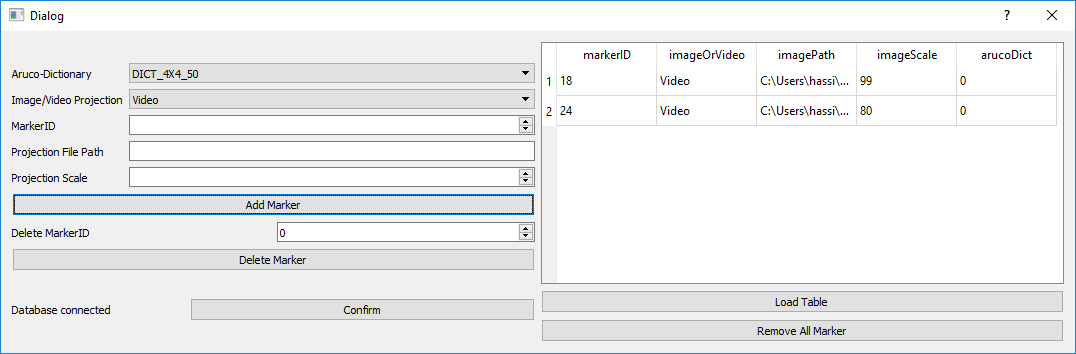 Dialog
?
Aruco-Dictionary DICT_4X4_50
Image/Video Projection Video
MarkerID
Projection File Path
Projection Scale
Add Marker
Delete MarkerID 0
Delete Marker
Database connected Confirm
markerID imageOrVideo imagePath imageScale arucoDict
1 18 Video C:\Users\hassi\... 99 0
2 24 Video C:\Users\hassi\... 80 0
Load Table
Remove All Marker